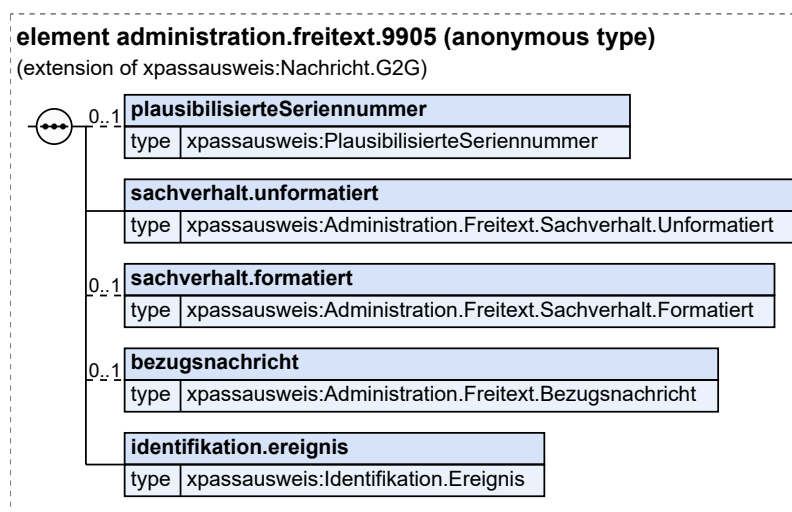 element administration.freitext.9905 (anonymous type)
(extension of xpassausweis:Nachricht.G2G)
0..1 plausibilisierteSeriennummer
type xpassausweis:PlausibilisierteSeriennummer
sachverhalt.unformatiert
type xpassausweis:Administration.Freitext.Sachverhalt.Unformatiert
0..1 sachverhalt.formatiert
type xpassausweis:Administration.Freitext.Sachverhalt.Formatiert
0..1 bezugsnachricht
type xpassausweis:Administration.Freitext.Bezugsnachricht
identifikation.ereignis
type xpassausweis:Identifikation.Ereignis